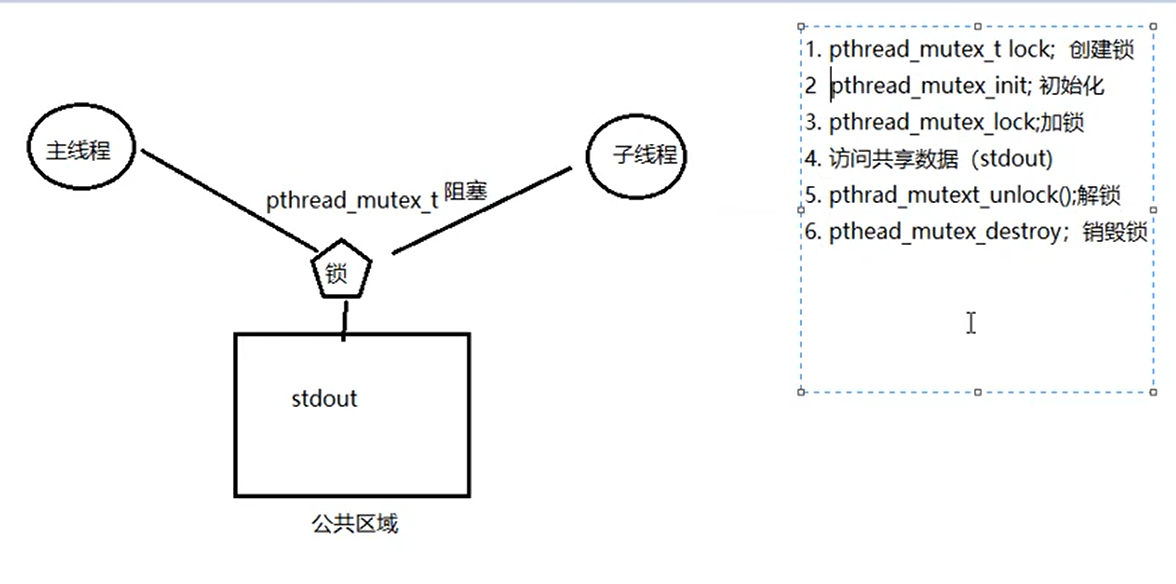 主线程
子线程
pthread_mutex_t 阻塞
锁
stdout
公共区域
1. pthread_mutex_t lock;  创建锁
2  pthread_mutex_init; 初始化
3. pthread_mutex_lock;加锁
4. 访问共享数据（stdout)
5. pthrad_mutext_unlock();解锁
6. pthead_mutex_destroy；销毁锁